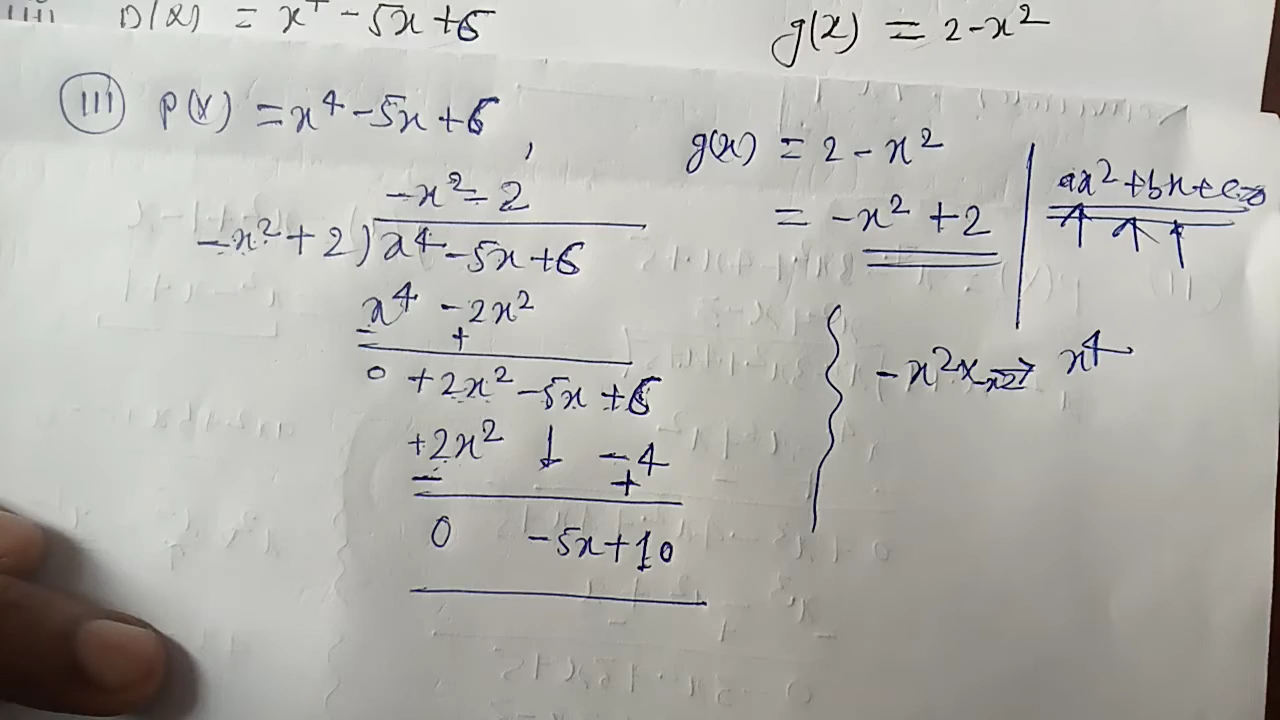 iii) p(x) = x⁴ - 5x + 6 g(x) = 2 - x²
(iii) p(x) = x⁴ - 5x + 6 , g(x) = 2 - x²
= -x² + 2
ax² + bx + c = 0
-x² - 2
-x² + 2 ) x⁴ - 5x + 6
x⁴ - 2x²
- +
0 + 2x² - 5x + 6
+2x² ↓ - 4
- +
0 - 5x + 10
-x² × -x² ⇒ x⁴